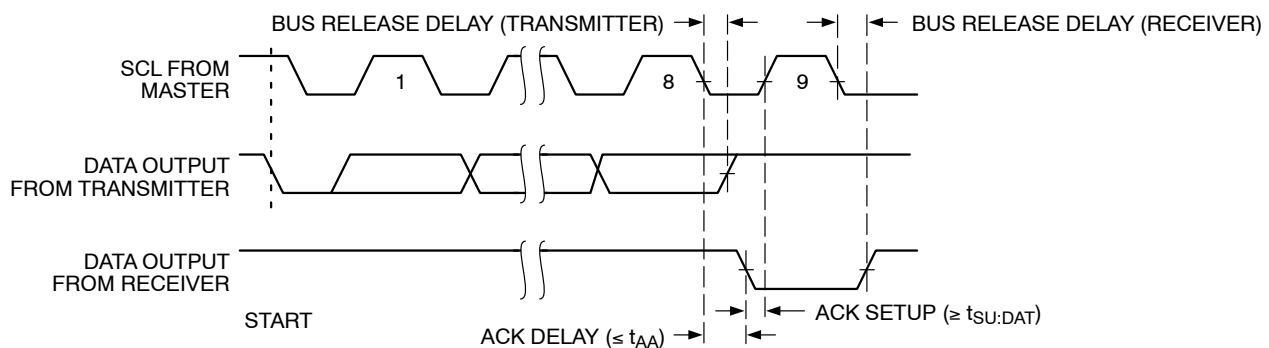 BUS RELEASE DELAY (TRANSMITTER)
BUS RELEASE DELAY (RECEIVER)
SCL FROM
MASTER
1
8
9
DATA OUTPUT
FROM TRANSMITTER
DATA OUTPUT
FROM RECEIVER
START
ACK SETUP (≥ tSU:DAT)
ACK DELAY (≤ tAA)